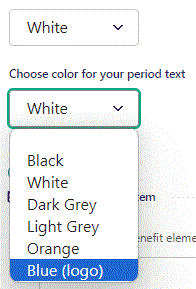 White
Choose color for your period text
White
Black
White
Dark Grey
Light Grey
Orange
Blue (logo)